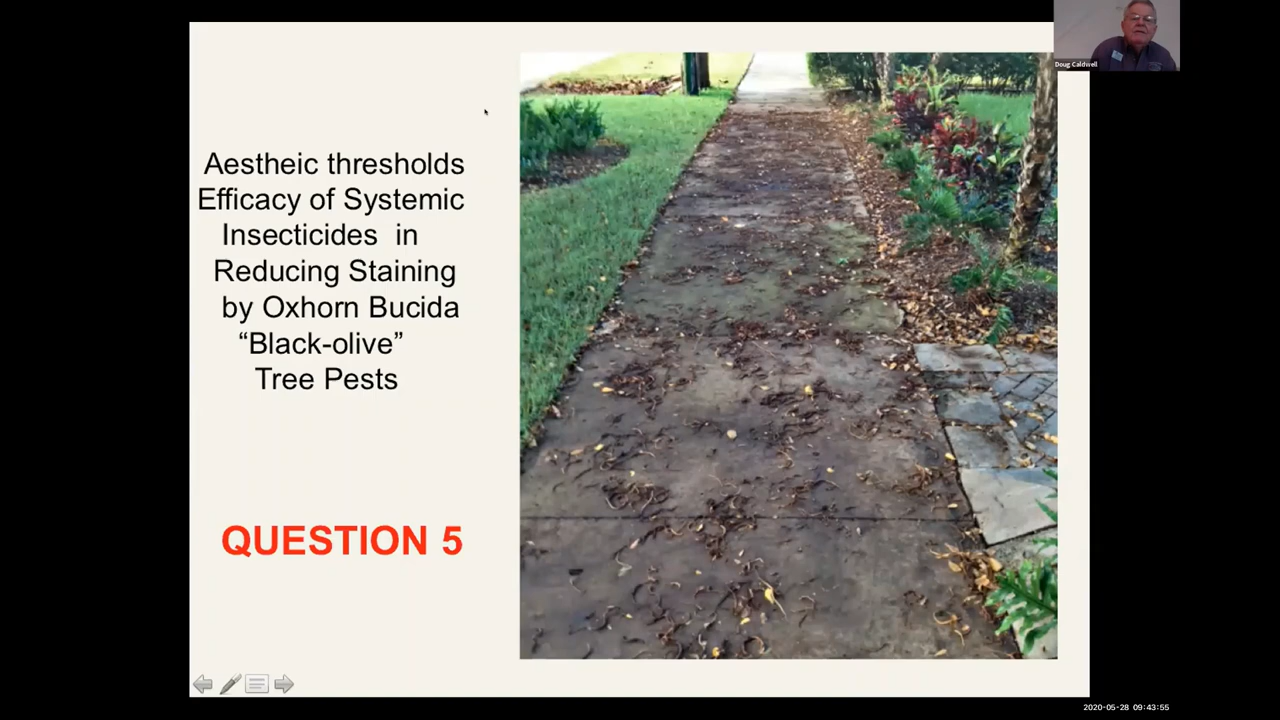 Doug Caldwell
Aestheic thresholds
Efficacy of Systemic
Insecticides in
Reducing Staining
by Oxhorn Bucida
“Black-olive”
Tree Pests
QUESTION 5
2020-05-28 09:43:55